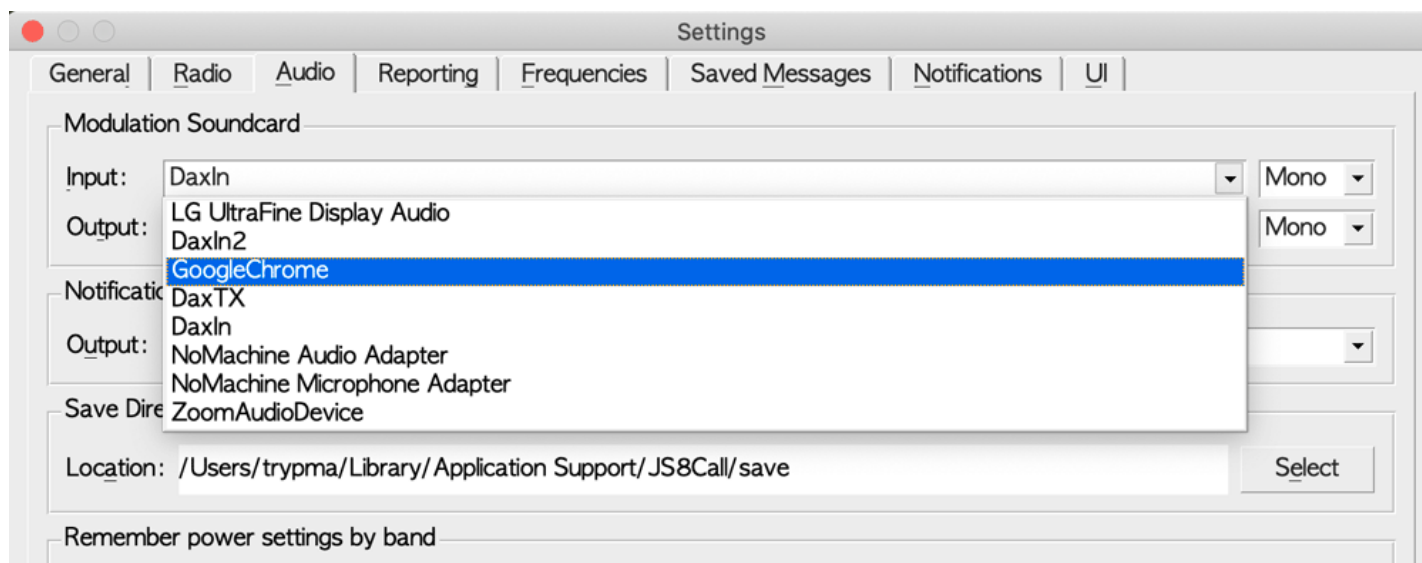 Settings
General Radio Audio Reporting Frequencies Saved Messages Notifications UI
Modulation Soundcard
Input: DaxIn Mono
LG UltraFine Display Audio
Output: Mono
DaxIn2
GoogleChrome
Notificatio
DaxTX
DaxIn
Output:
NoMachine Audio Adapter
NoMachine Microphone Adapter
Save Dire
ZoomAudioDevice
Location: /Users/trypma/Library/Application Support/JS8Call/save Select
Remember power settings by band